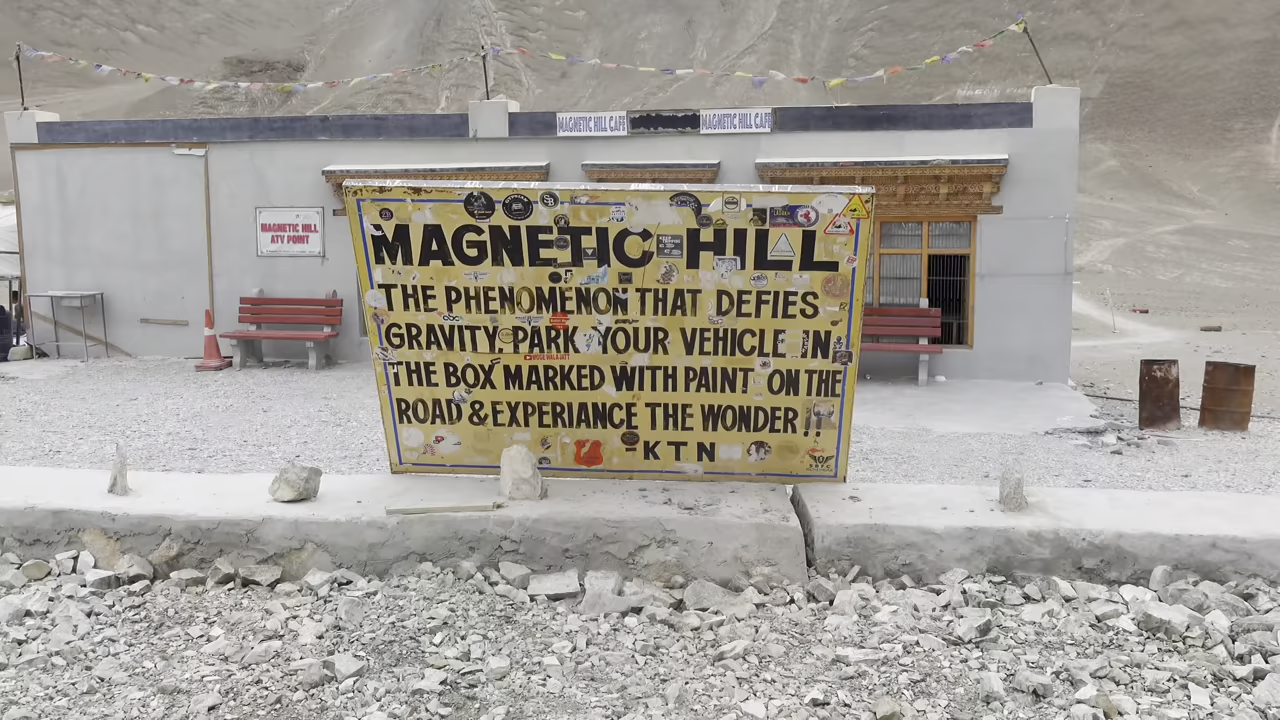 MAGNETIC HILL CAFE
MAGNETIC HILL CAFE
MAGNETIC HILL
ATV POINT
MAGNETIC HILL
THE PHENOMENON THAT DEFIES
GRAVITY. PARK YOUR VEHICLE IN
THE BOX MARKED WITH PAINT ON THE
ROAD & EXPERIANCE THE WONDER!!
KTN